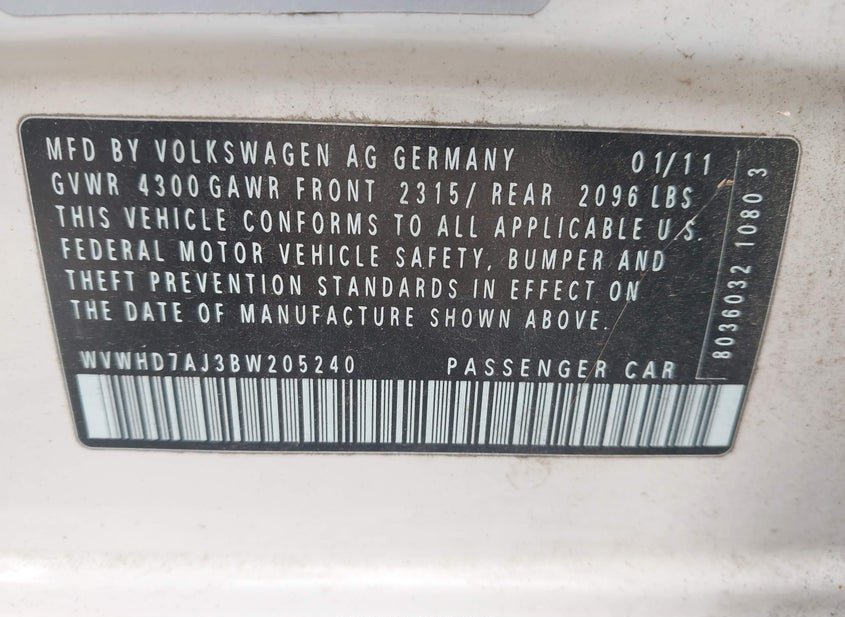 MFD BY VOLKSWAGEN AG GERMANY 01/11
GVWR 4300 GAWR FRONT 2315/ REAR 2096 LBS
THIS VEHICLE CONFORMS TO ALL APPLICABLE U.S.
FEDERAL MOTOR VEHICLE SAFETY, BUMPER AND
THEFT PREVENTION STANDARDS IN EFFECT ON
THE DATE OF MANUFACTURE SHOWN ABOVE.
WVWHD7AJ3BW205240 PASSENGER CAR
8036032 1080 3